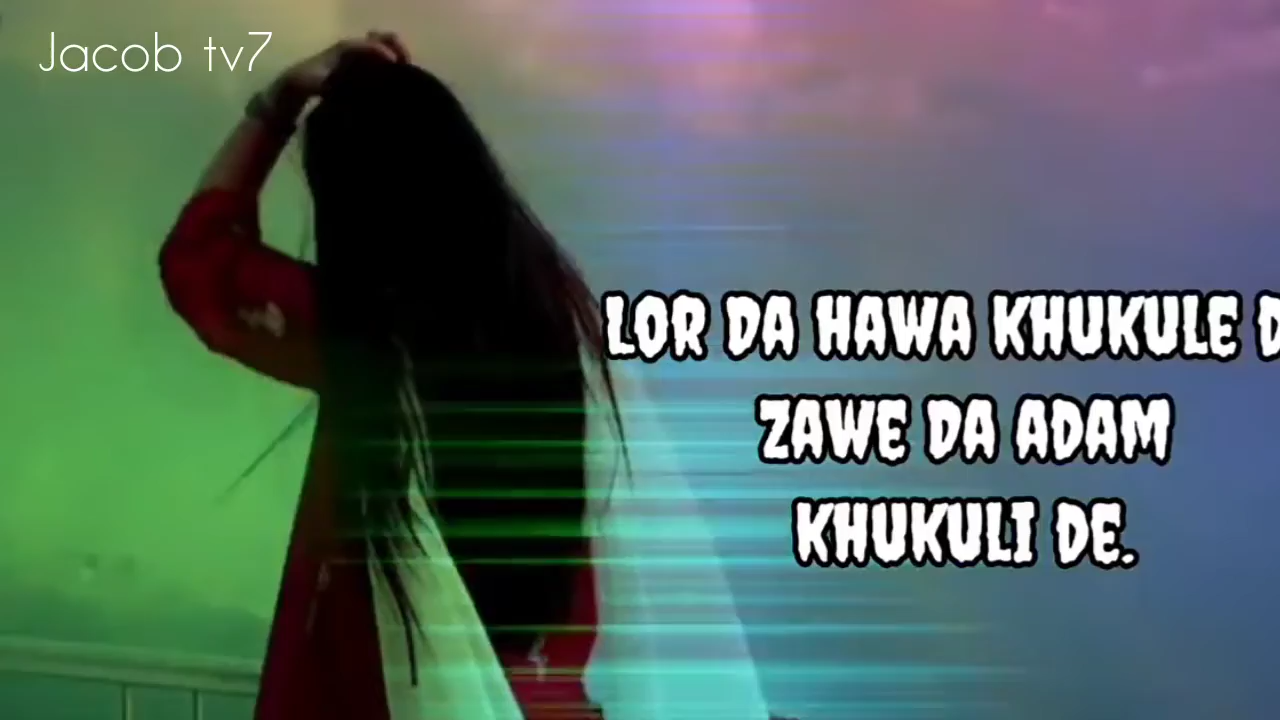 Jacob tv7
LOR DA HAWA KHUKULE
ZAWE DA ADAM
KHUKULI DE.